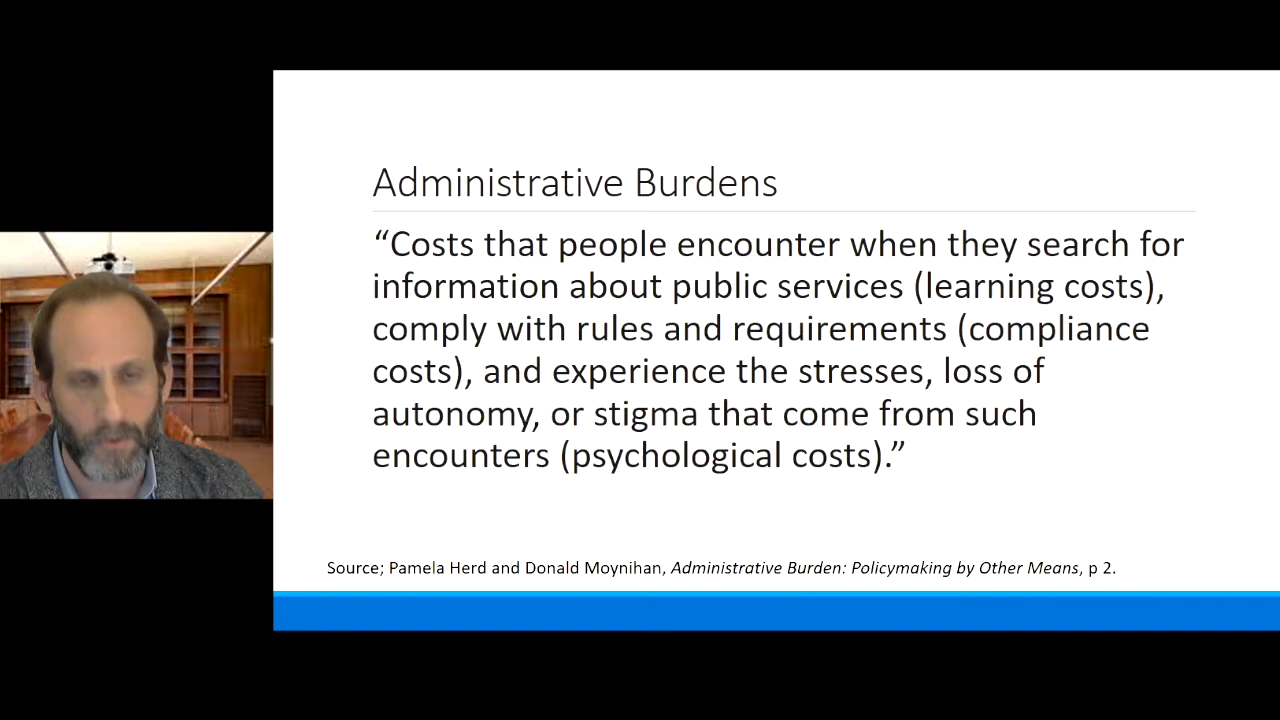 Administrative Burdens
“Costs that people encounter when they search for
information about public services (learning costs),
comply with rules and requirements (compliance
costs), and experience the stresses, loss of
autonomy, or stigma that come from such
encounters (psychological costs).”
Source; Pamela Herd and Donald Moynihan, Administrative Burden: Policymaking by Other Means, p 2.